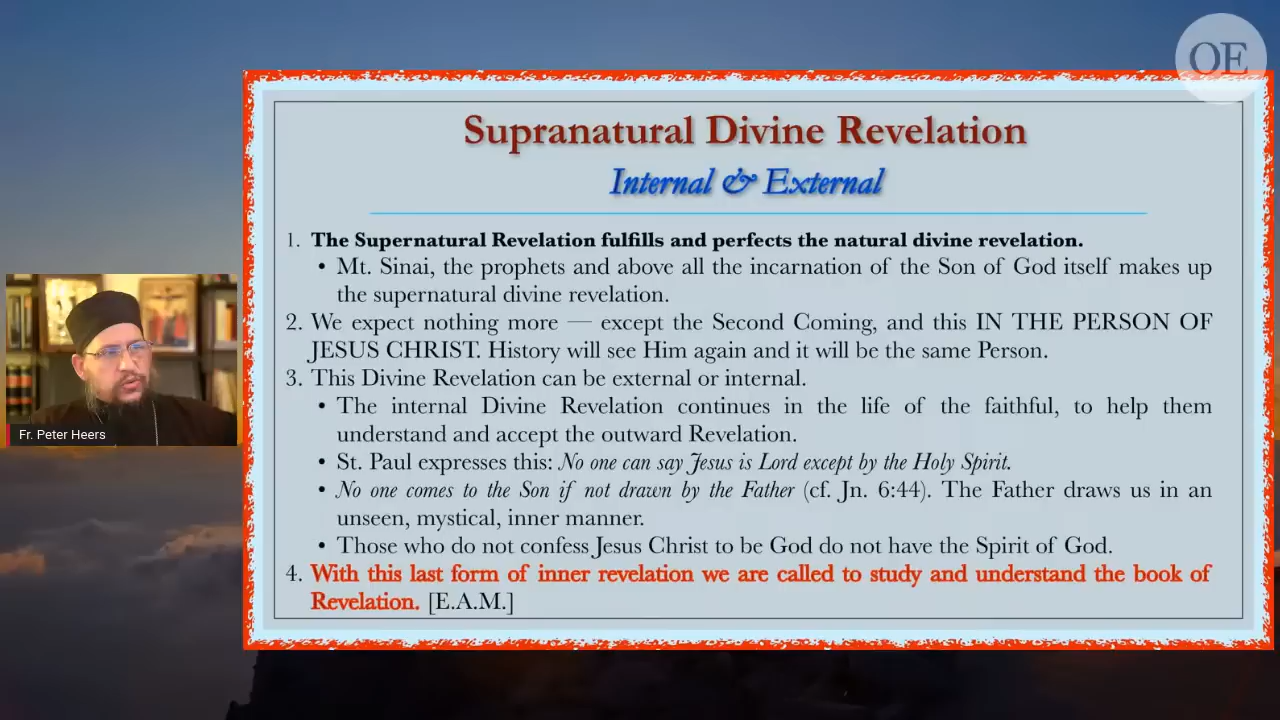 OE
Supranatural Divine Revelation
Internal & External
1. The Supernatural Revelation fulfills and perfects the natural divine revelation.
• Mt. Sinai, the prophets and above all the incarnation of the Son of God itself makes up
the supernatural divine revelation.
2. We expect nothing more — except the Second Coming, and this IN THE PERSON OF
JESUS CHRIST. History will see Him again and it will be the same Person.
3. This Divine Revelation can be external or internal.
• The internal Divine Revelation continues in the life of the faithful, to help them
understand and accept the outward Revelation.
• St. Paul expresses this: No one can say Jesus is Lord except by the Holy Spirit.
• No one comes to the Son if not drawn by the Father (cf. Jn. 6:44). The Father draws us in an
unseen, mystical, inner manner.
• Those who do not confess Jesus Christ to be God do not have the Spirit of God.
4. With this last form of inner revelation we are called to study and understand the book of
Revelation. [E.A.M.]
Fr. Peter Heers